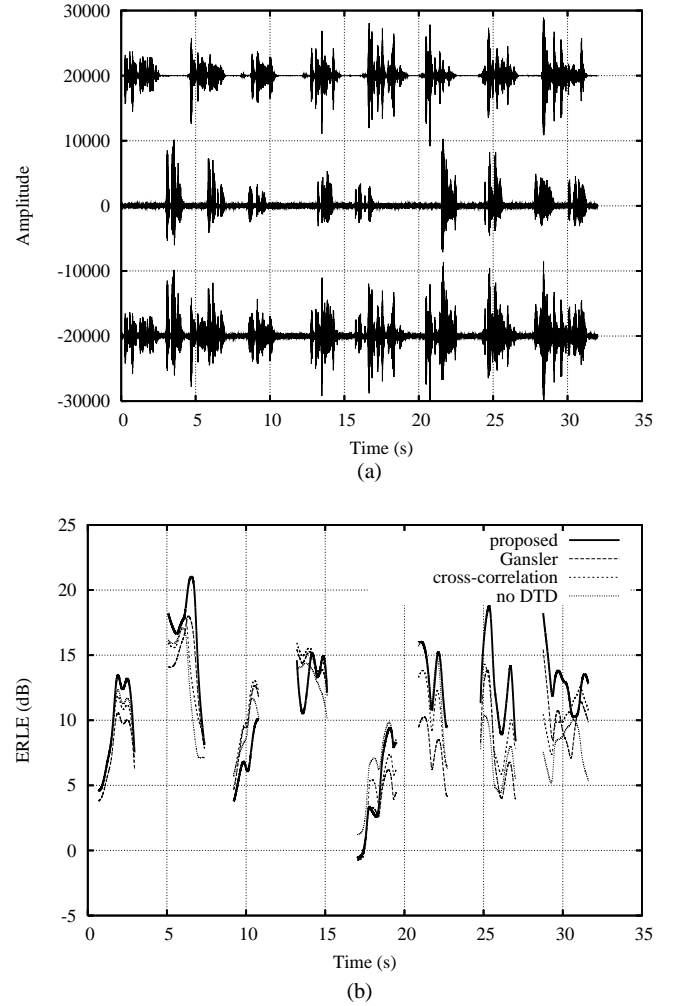 30000
20000
10000
0
-10000
-20000
-30000
Amplitude
0 5 10 15 20 25 30 35
Time (s)
(a)
25
20
15
10
5
0
-5
ERLE (dB)
proposed
Gansler
cross-correlation
no DTD
0 5 10 15 20 25 30 35
Time (s)
(b)